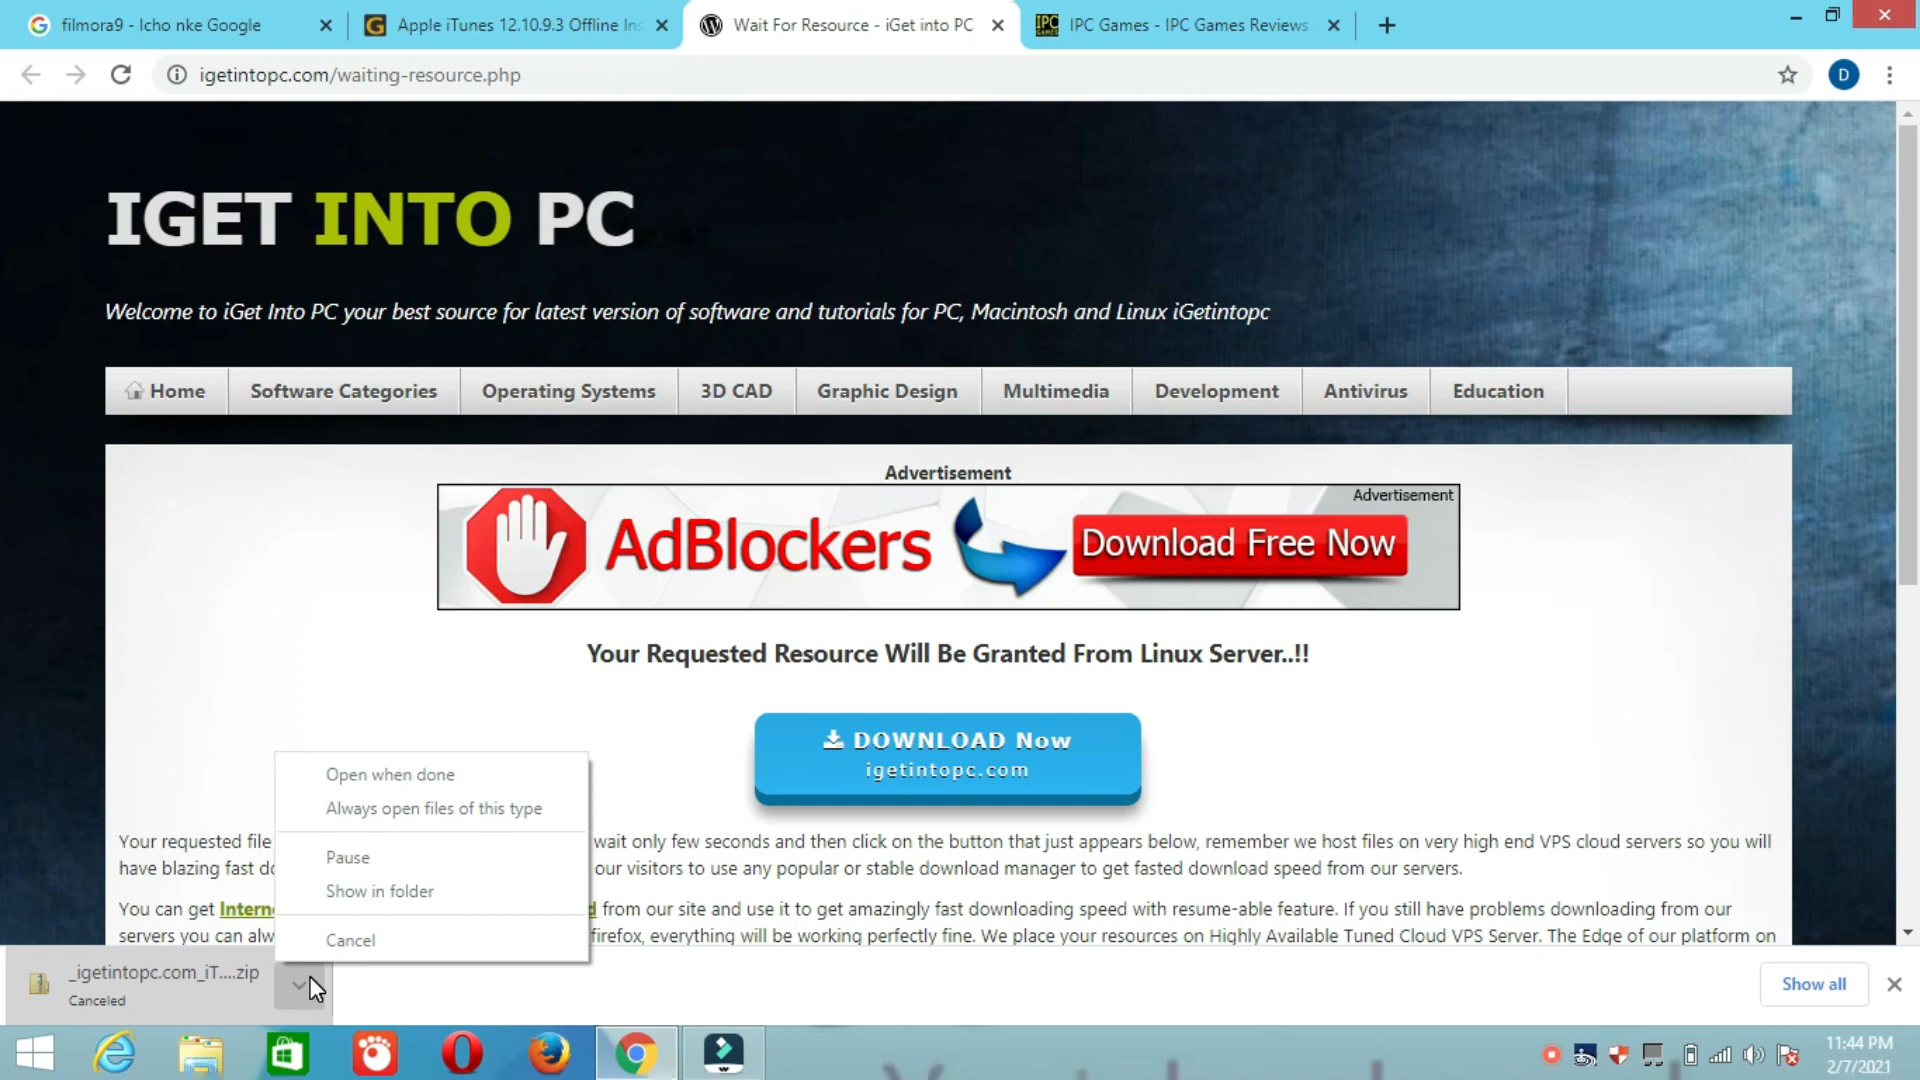 filmora9 - Icho nke Google
Apple iTunes 12.10.9.3 Offline Ins
Wait For Resource - iGet into PC
IPC Games - IPC Games Reviews
igetintopc.com/waiting-resource.php
D
IGET INTO PC
Welcome to iGet Into PC your best source for latest version of software and tutorials for PC, Macintosh and Linux iGetintopc
Home
Software Categories
Operating Systems
3D CAD
Graphic Design
Multimedia
Development
Antivirus
Education
Advertisement
Advertisement
AdBlockers
Download Free Now
Your Requested Resource Will Be Granted From Linux Server..!!
DOWNLOAD Now
igetintopc.com
Open when done
Always open files of this type
Pause
Show in folder
Cancel
Your requested file wait only few seconds and then click on the button that just appears below, remember we host files on very high end VPS cloud servers so you will
have blazing fast our visitors to use any popular or stable download manager to get fasted download speed from our servers.
You can get from our site and use it to get amazingly fast downloading speed with resume-able feature. If you still have problems downloading from our
servers you can firefox, everything will be working perfectly fine. We place your resources on Highly Available Tuned Cloud VPS Server. The Edge of our platform on
_igetintopc.com_iT....zip
Canceled
Show all
11:44 PM
2/7/2021